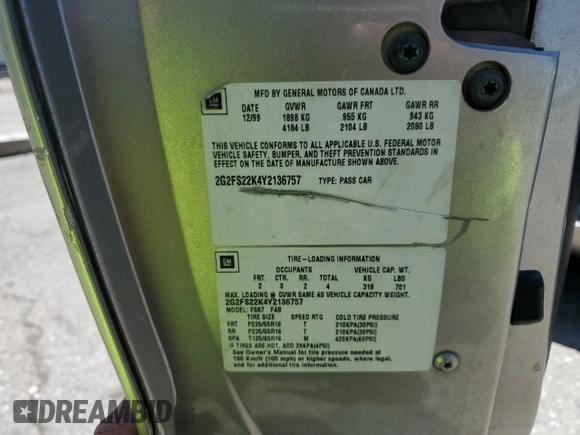 GM
MFD BY GENERAL MOTORS OF CANADA LTD.
DATE GVWR GAWR FRT GAWR RR
12/99 1898 KG 955 KG 943 KG
4184 LB 2104 LB 2080 LB
THIS VEHICLE CONFORMS TO ALL APPLICABLE U.S. FEDERAL MOTOR
VEHICLE SAFETY, BUMPER, AND THEFT PREVENTION STANDARDS IN
EFFECT ON THE DATE OF MANUFACTURE SHOWN ABOVE.
2G2FS22K4Y2136757 TYPE: PASS CAR
GM
TIRE-LOADING INFORMATION
OCCUPANTS VEHICLE CAP. WT.
FRT. CTR. RR. TOTAL KG LBS
2 0 2 4 318 701
MAX. LOADING @ GVWR SAME AS VEHICLE CAPACITY WEIGHT.
2G2FS22K4Y2136757
MODEL: FS87 FAB
TIRE SIZE SPEED RTG COLD TIRE PRESSURE
FRT P235/55R16 T 210KPA(30PSI)
RR P235/55R16 T 210KPA(30PSI)
SPA T135/80R16 M 420KPA(60PSI)
IF TIRES ARE HOT, ADD 28KPA(4PSI)
See Owner's Manual for tire pressure needed at
160 Km/H (100 mph) or higher speeds, where legal,
and for additional tire information.
DREAMBID